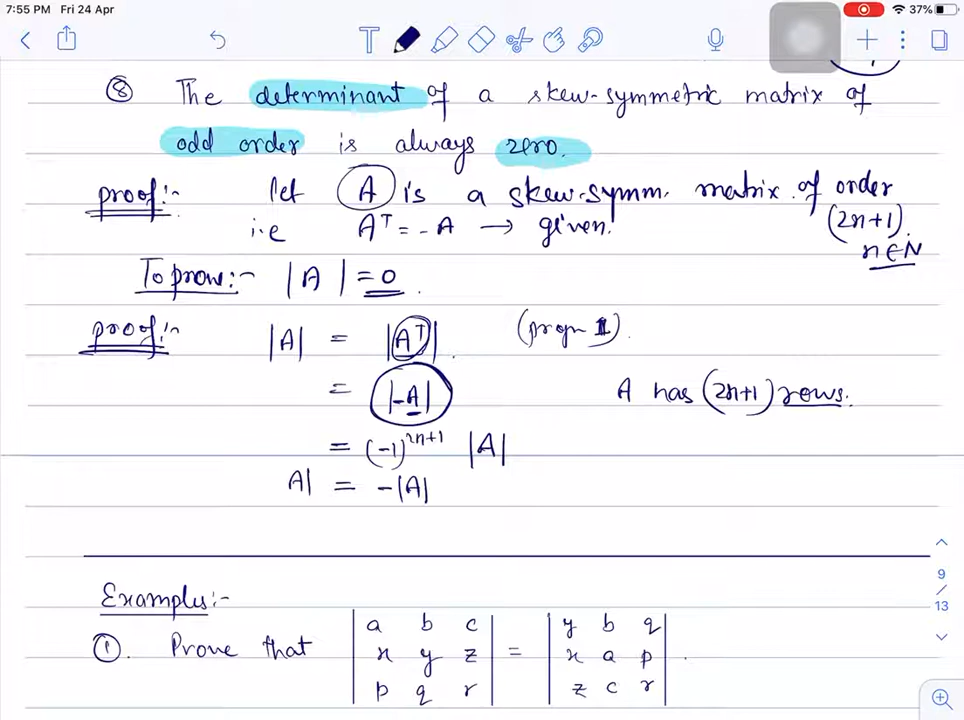 7:55 PM Fri 24 Apr 37%
⑧ The determinant of a skew-symmetric matrix of
odd order is always zero.
proof:- let A is a skew-symm. matrix of order
(2n+1).
i.e Aᵀ = -A → given.
n∈N
To prove:- |A| = 0.
proof:- |A| = |Aᵀ|. (prop 1).
= |-A| A has (2n+1) rows.
= (-1)²ⁿ⁺¹ |A|
A| = -|A|
9
/
13
Examples:-
①. Prove that | a b c | = | y b q | .
| x y z | | x a p |
| p q r | | z c r |